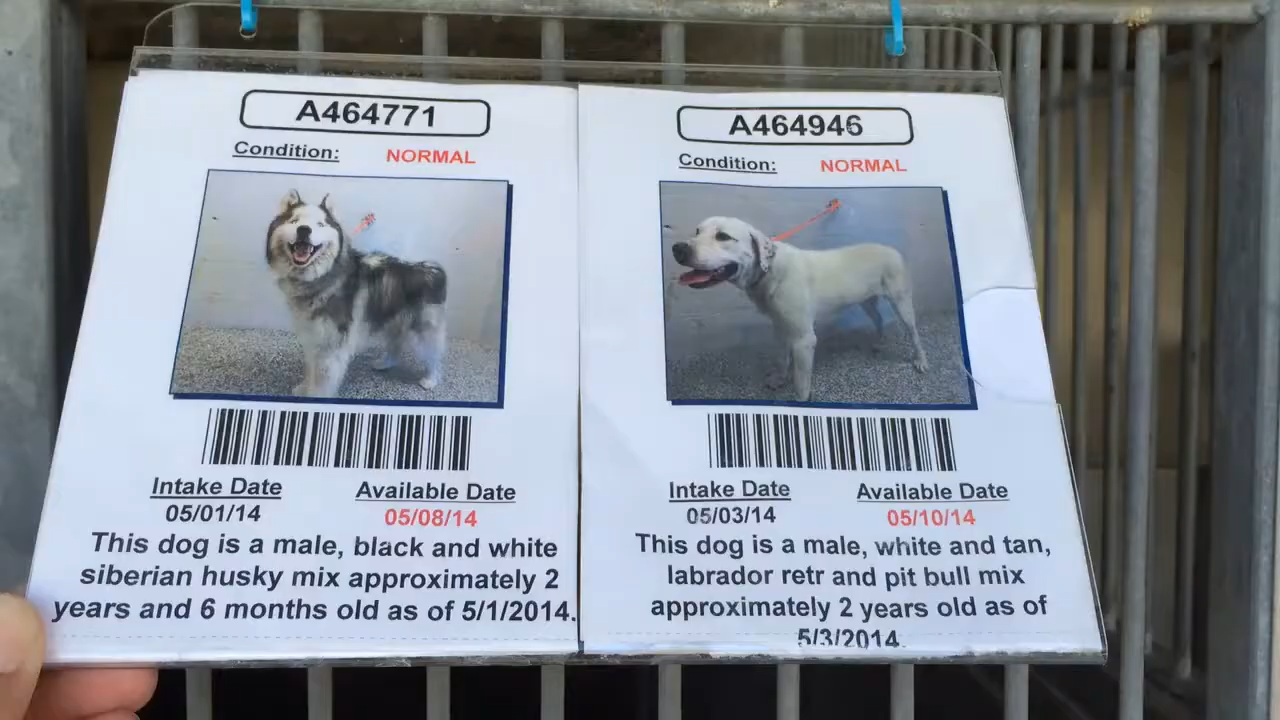 A464771
Condition: NORMAL
Intake Date Available Date
05/01/14 05/08/14
This dog is a male, black and white
siberian husky mix approximately 2
years and 6 months old as of 5/1/2014.
A464946
Condition: NORMAL
Intake Date Available Date
05/03/14 05/10/14
This dog is a male, white and tan,
labrador retr and pit bull mix
approximately 2 years old as of
5/3/2014.